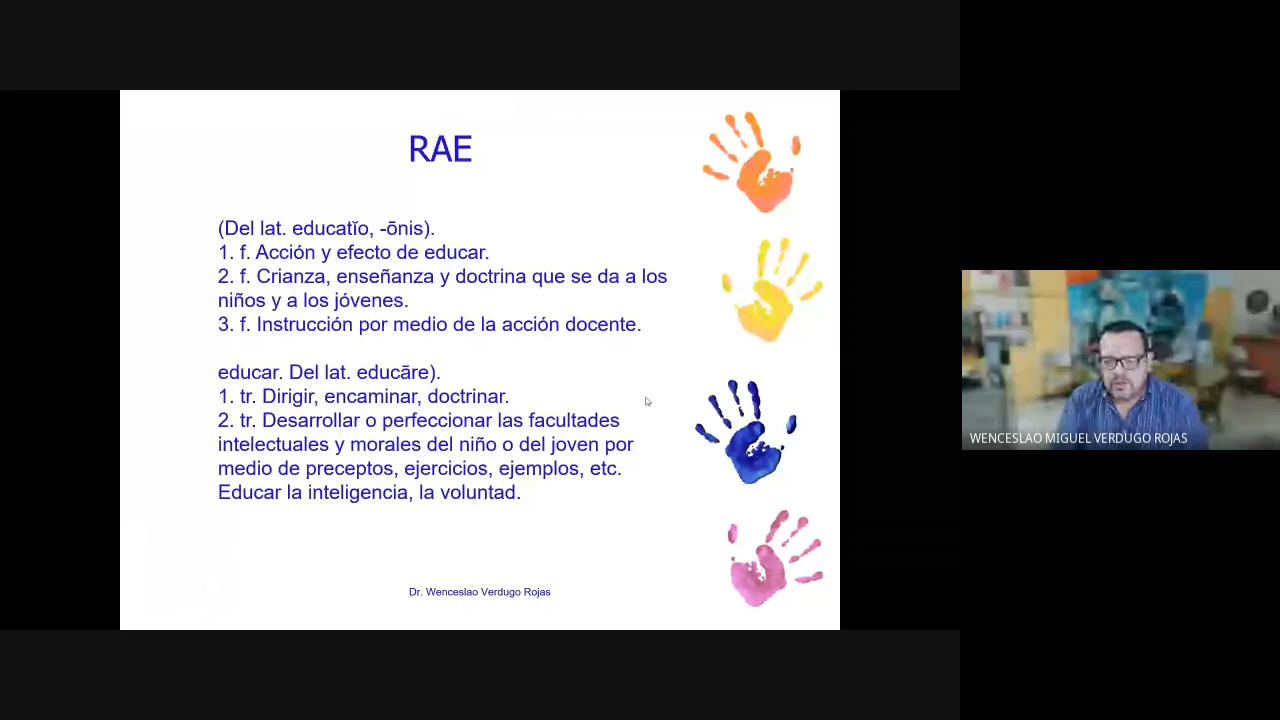 RAE
(Del lat. educatĭo, -ōnis).
1. f. Acción y efecto de educar.
2. f. Crianza, enseñanza y doctrina que se da a los
niños y a los jóvenes.
3. f. Instrucción por medio de la acción docente.
educar. Del lat. educāre).
1. tr. Dirigir, encaminar, doctrinar.
2. tr. Desarrollar o perfeccionar las facultades
intelectuales y morales del niño o del joven por
medio de preceptos, ejercicios, ejemplos, etc.
Educar la inteligencia, la voluntad.
Dr. Wenceslao Verdugo Rojas
WENCESLAO MIGUEL VERDUGO ROJAS